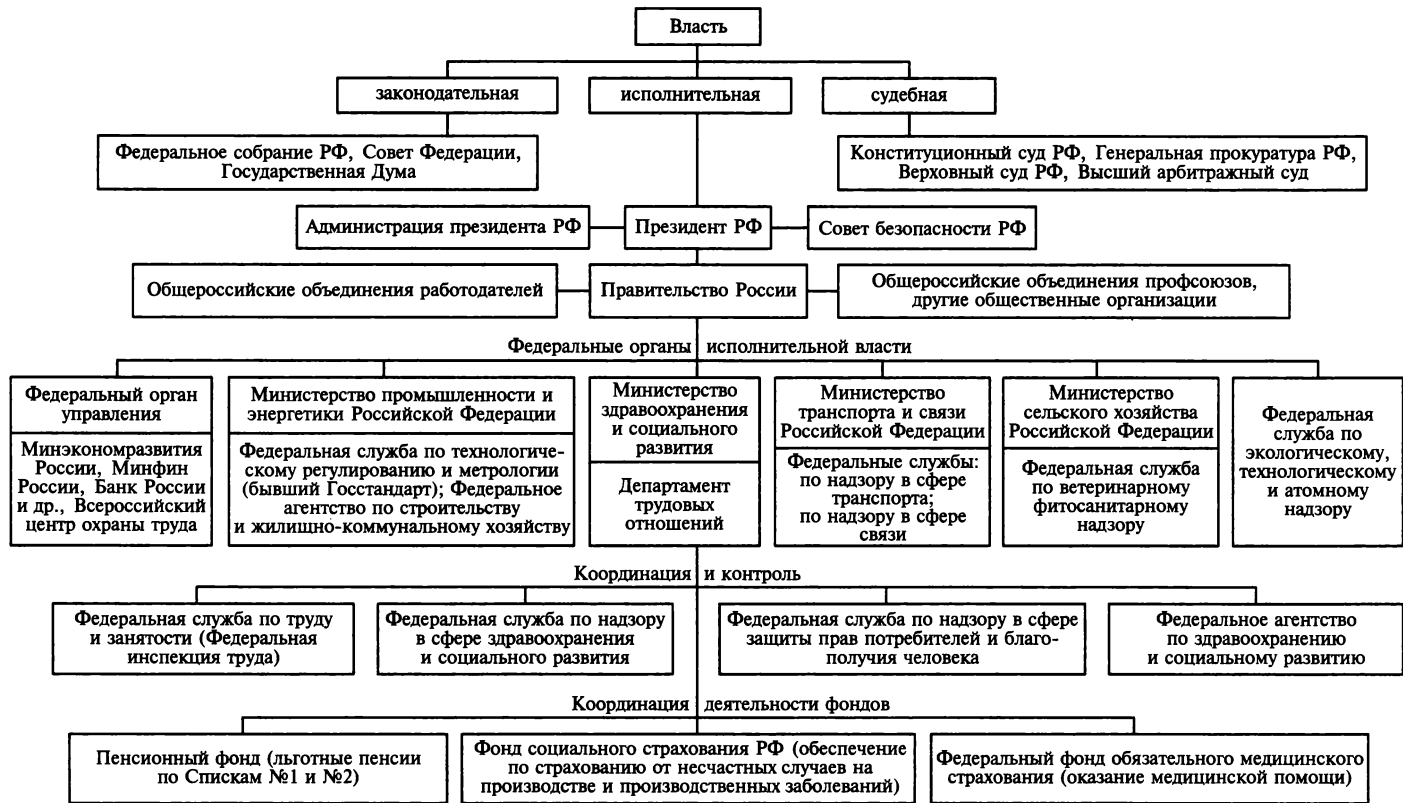 Власть
законодательная
исполнительная
судебная
Федеральное собрание РФ, Совет Федерации,
Государственная Дума
Конституционный суд РФ, Генеральная прокуратура РФ,
Верховный суд РФ, Высший арбитражный суд
Администрация президента РФ
Президент РФ
Совет безопасности РФ
Общероссийские объединения работодателей
Правительство России
Общероссийские объединения профсоюзов,
другие общественные организации
Федеральные органы исполнительной власти
Федеральный орган
управления
Минэкономразвития
России, Минфин
России, Банк России
и др., Всероссийский
центр охраны труда
Министерство промышленности и
энергетики Российской Федерации
Федеральная служба по технологиче-
скому регулированию и метрологии
(бывший Госстандарт); Федеральное
агентство по строительству
и жилищно-коммунальному хозяйству
Министерство
здравоохранения
и социального
развития
Департамент
трудовых
отношений
Министерство
транспорта и связи
Российской Федерации
Федеральные службы:
по надзору в сфере
транспорта;
по надзору в сфере
связи
Министерство
сельского хозяйства
Российской Федерации
Федеральная служба
по ветеринарному
фитосанитарному
надзору
Федеральная
служба по
экологическому,
технологическому
и атомному
надзору
Координация и контроль
Федеральная служба по труду
и занятости (Федеральная
инспекция труда)
Федеральная служба по надзору
в сфере здравоохранения
и социального развития
Федеральная служба по надзору в сфере
защиты прав потребителей и благо-
получия человека
Федеральное агентство
по здравоохранению
и социальному развитию
Координация деятельности фондов
Пенсионный фонд (льготные пенсии
по Спискам №1 и №2)
Фонд социального страхования РФ (обеспечение
по страхованию от несчастных случаев на
производстве и производственных заболеваний)
Федеральный фонд обязательного медицинского
страхования (оказание медицинской помощи)